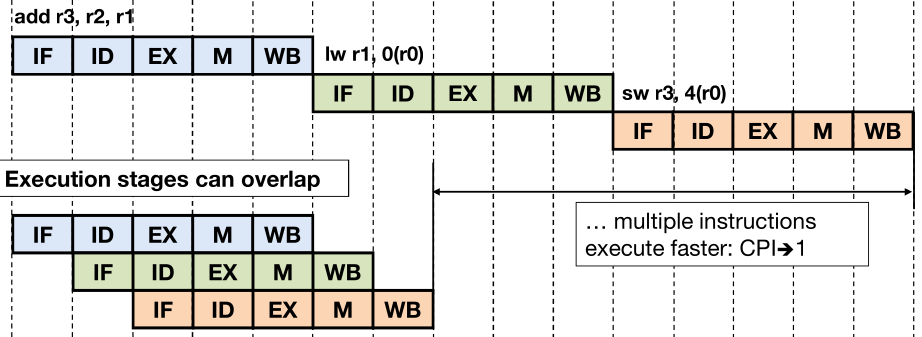 add r3, r2, r1
IF ID EX M WB
lw r1, 0(r0)
IF ID EX M WB
sw r3, 4(r0)
IF ID EX M WB
Execution stages can overlap
… multiple instructions
execute faster: CPI➔1
IF ID EX M WB
IF ID EX M WB
IF ID EX M WB